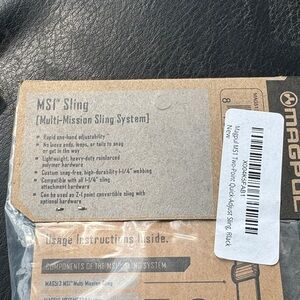 MS1® Sling
[Multi-Mission Sling System]
• Rapid one-hand adjustability
• No loose ends, loops, or tails to snag
or get in the way
• Lightweight, heavy-duty reinforced
polymer hardware
• Custom snag-free, high-durability 1-1/4" webbing
• Compatible with all 1-1/4" sling
attachment hardware
• Can be used as 2-1 point convertible sling with
optional hardware
Usage Instructions Inside.
COMPONENTS OF THE MS1 SLING SYSTEM
MAG513 MS1® Multi Mission Sling
MAGPUL
Magpul MS1 Two-Point Quick-Adjust Sling, Black
New